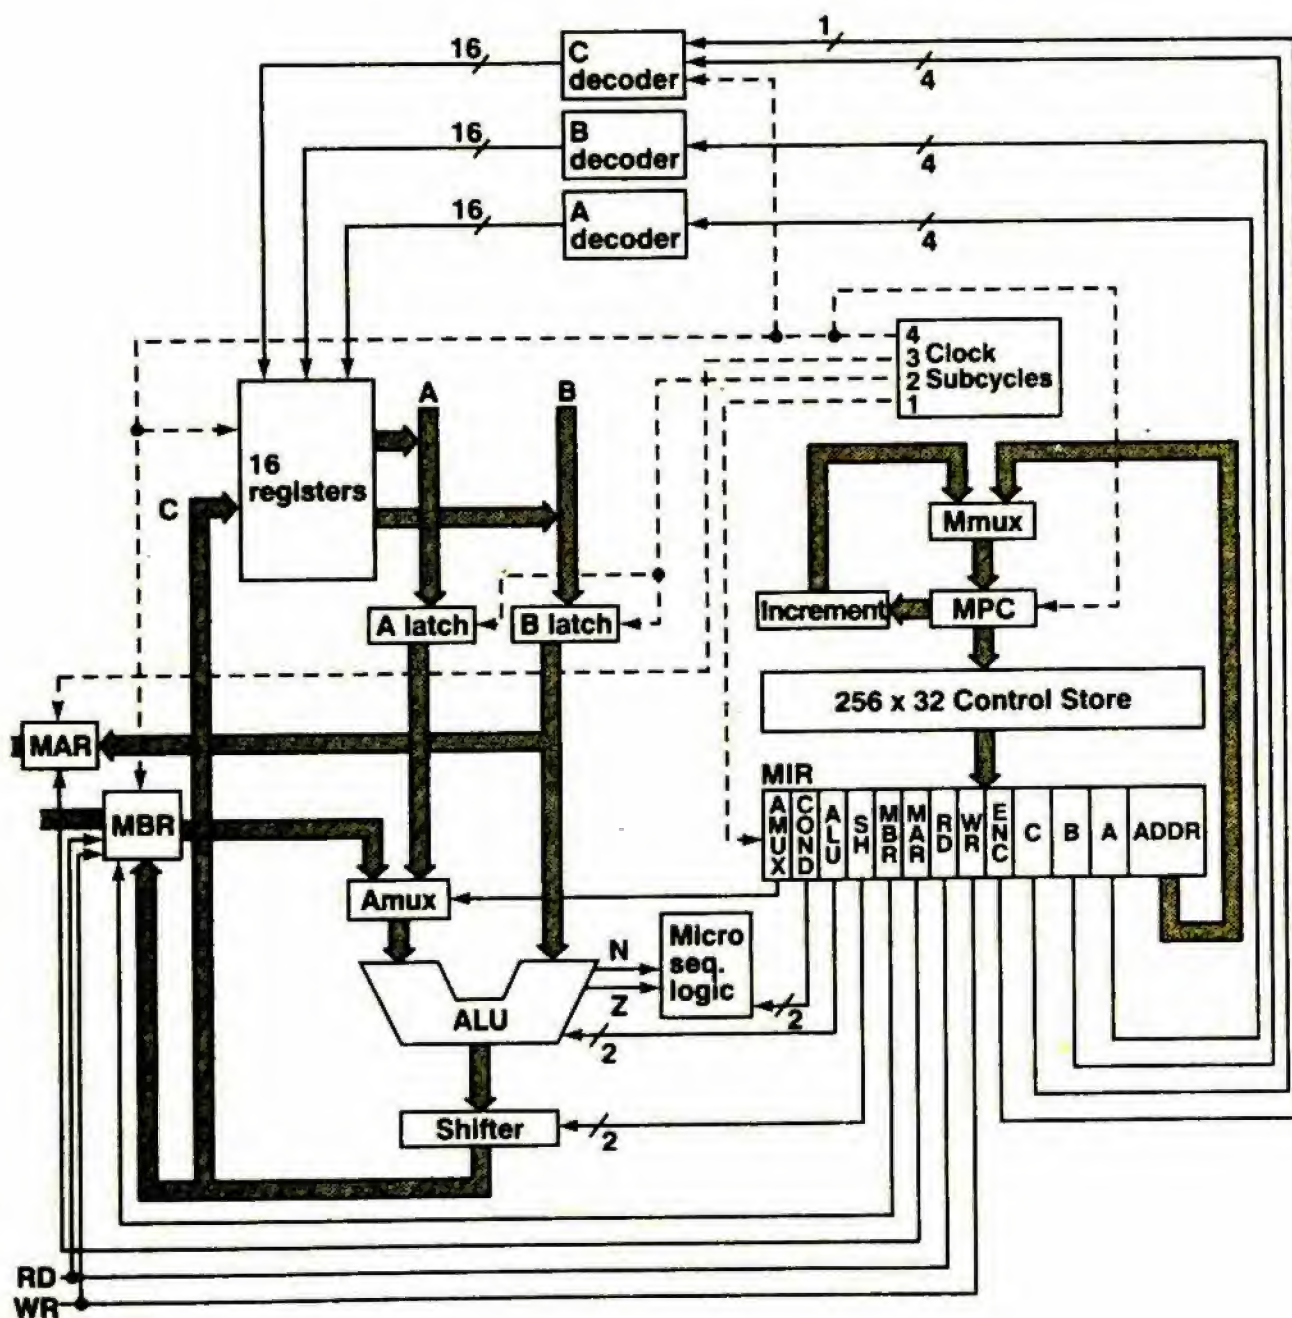 1
16
C
decoder
4
16
B
decoder
4
16
A
decoder
4
4
3 Clock
2 Subcycles
1
A
B
16
registers
C
Mmux
A latch
B latch
Increment
MPC
256 x 32 Control Store
MAR
MIR
MBR
AMUX
COND
ALU
SH
MBR
MAR
RD
WR
ENC
C
B
A
ADDR
Amux
N
Z
Micro
seq.
logic
2
ALU
2
Shifter
2
RD
WR